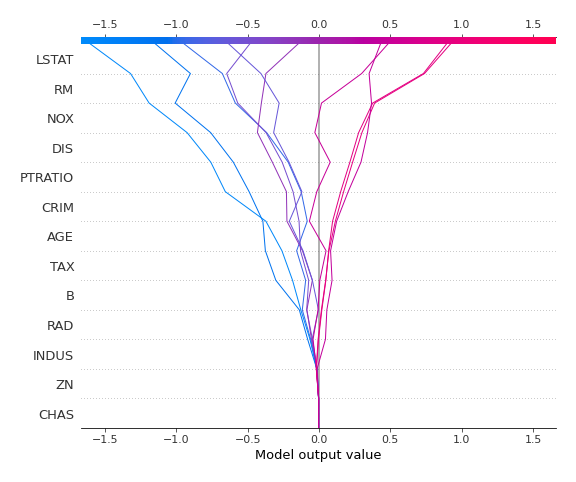 −1.5 −1.0 −0.5 0.0 0.5 1.0 1.5
LSTAT
RM
NOX
DIS
PTRATIO
CRIM
AGE
TAX
B
RAD
INDUS
ZN
CHAS
−1.5 −1.0 −0.5 0.0 0.5 1.0 1.5
Model output value